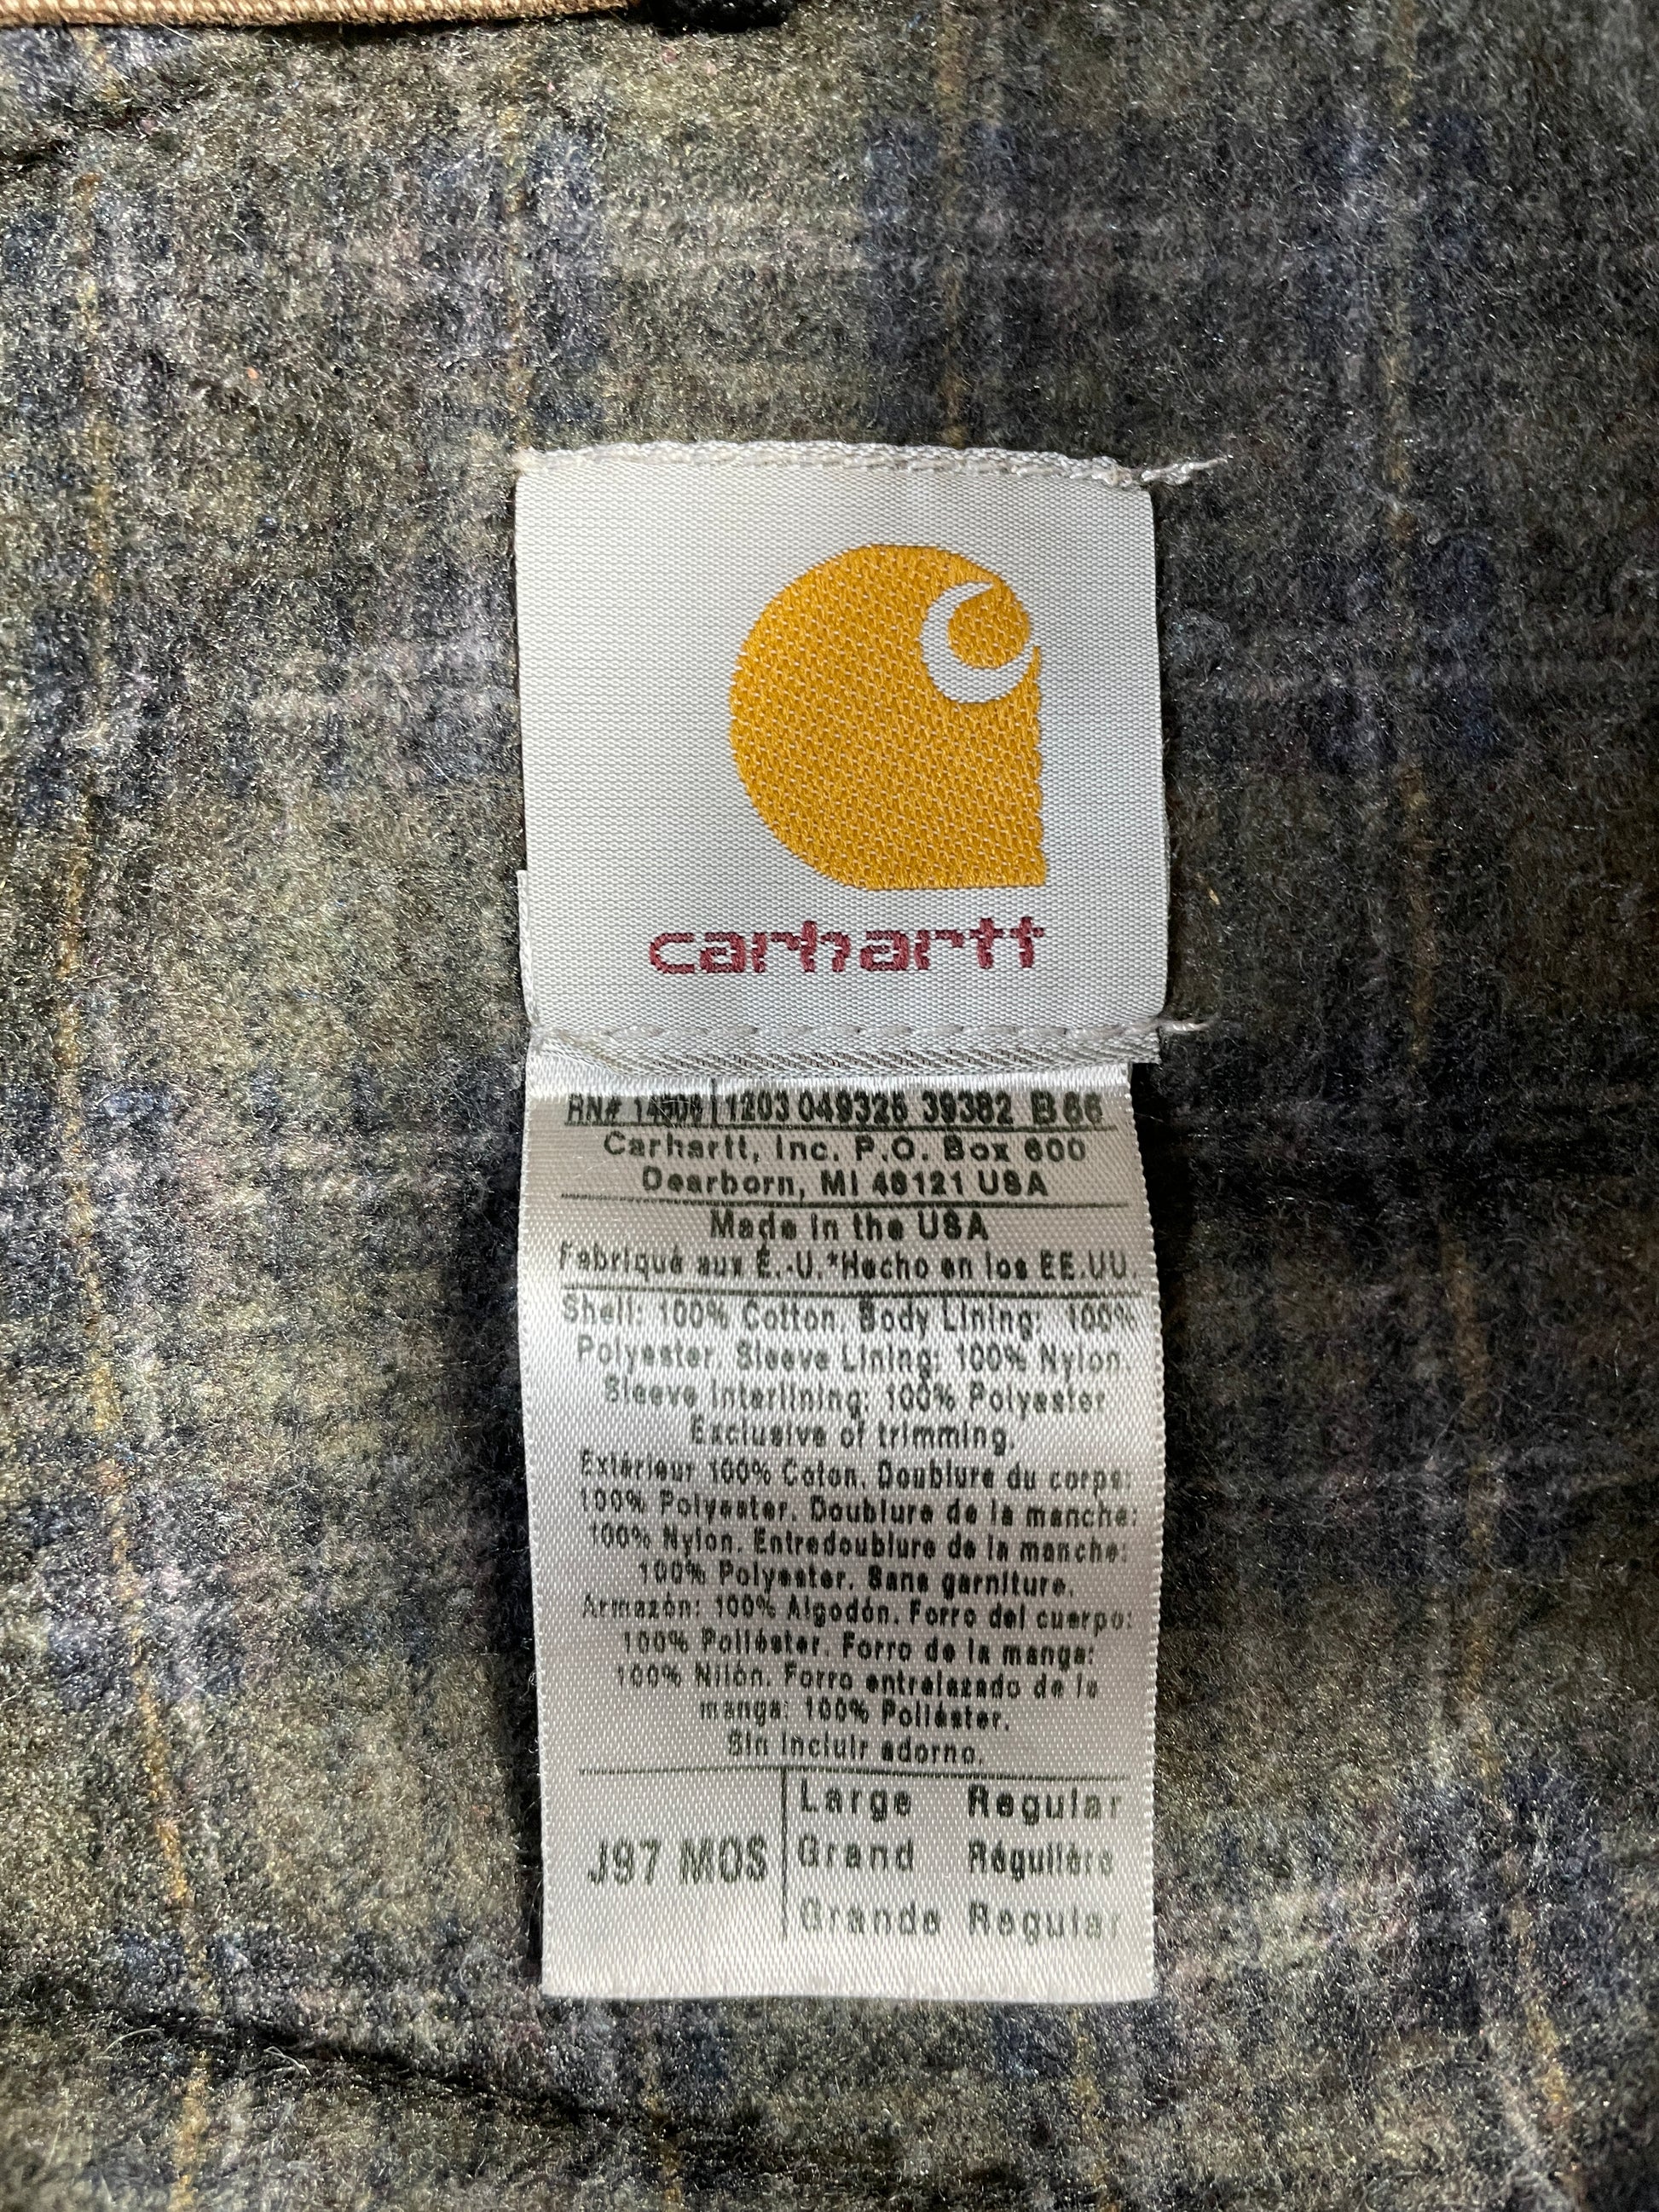 carhartt
RN# 14806 1203 049325 39382 B 66
Carhartt, Inc. P.O. Box 600
Dearborn, MI 48121 USA
Made in the USA
Fabriqué aux É.-U.*Hecho en los EE.UU.
Shell: 100% Cotton. Body Lining: 100%
Polyester. Sleeve Lining: 100% Nylon.
Sleeve Interlining: 100% Polyester
Exclusive of trimming.
Extérieur 100% Coton. Doublure du corps:
100% Polyester. Doublure de la manche:
100% Nylon. Entredoublure de la manche:
100% Polyester. Sans garniture.
Armazón: 100% Algodón. Forro del cuerpo:
100% Poliéster. Forro de la manga:
100% Nilón. Forro entrelazado de la
manga: 100% Poliéster.
Sin incluir adorno.
J97 MOS
Large Regular
Grand Régulière
Grande Regular